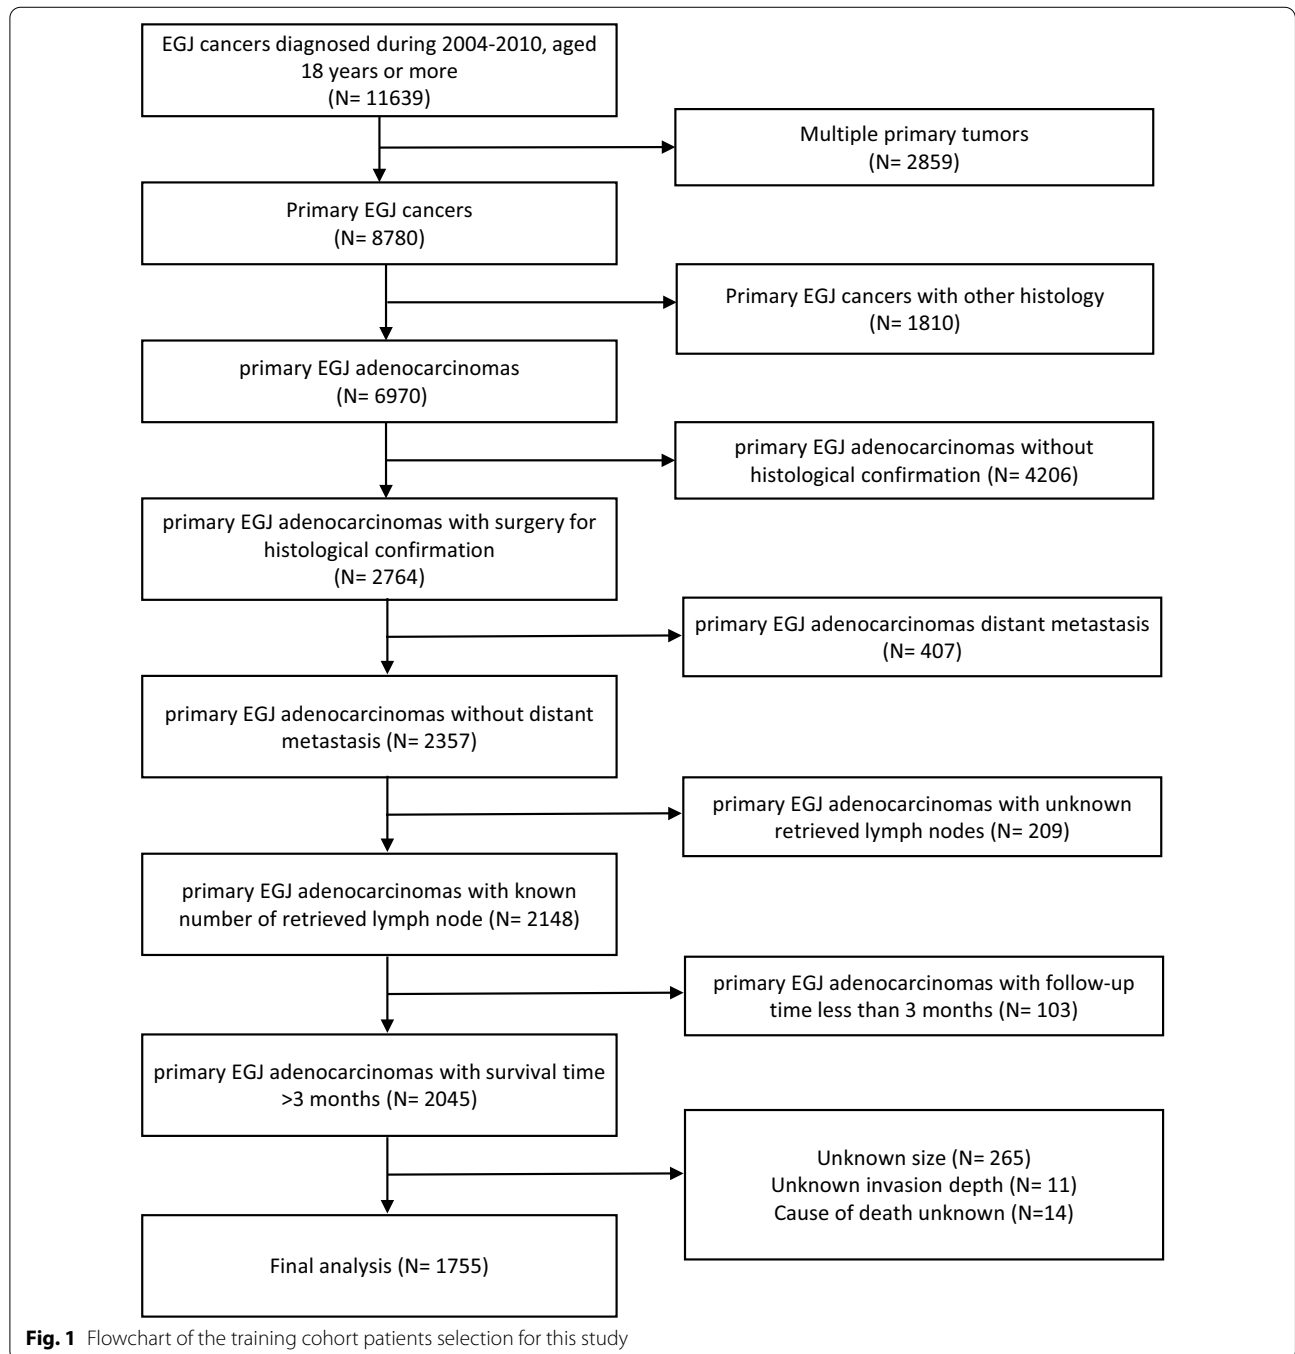 EGJ cancers diagnosed during 2004-2010, aged
18 years or more
(N= 11639)
Multiple primary tumors
(N= 2859)
Primary EGJ cancers
(N= 8780)
Primary EGJ cancers with other histology
(N= 1810)
primary EGJ adenocarcinomas
(N= 6970)
primary EGJ adenocarcinomas without
histological confirmation (N= 4206)
primary EGJ adenocarcinomas with surgery for
histological confirmation
(N= 2764)
primary EGJ adenocarcinomas distant metastasis
(N= 407)
primary EGJ adenocarcinomas without distant
metastasis (N= 2357)
primary EGJ adenocarcinomas with unknown
retrieved lymph nodes (N= 209)
primary EGJ adenocarcinomas with known
number of retrieved lymph node (N= 2148)
primary EGJ adenocarcinomas with follow-up
time less than 3 months (N= 103)
primary EGJ adenocarcinomas with survival time
>3 months (N= 2045)
Unknown size (N= 265)
Unknown invasion depth (N= 11)
Cause of death unknown (N=14)
Final analysis (N= 1755)
Fig. 1 Flowchart of the training cohort patients selection for this study